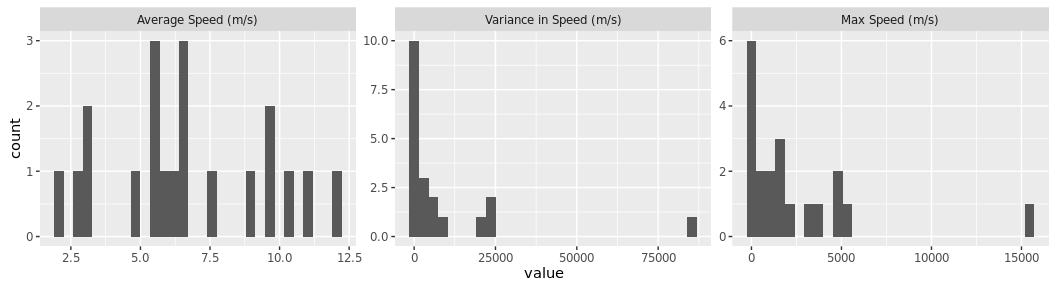 Average Speed (m/s)
Variance in Speed (m/s)
Max Speed (m/s)
count
3
2
1
0
10.0
7.5
5.0
2.5
0.0
6
4
2
0
2.5 5.0 7.5 10.0 12.5
0 25000 50000 75000
0 5000 10000 15000
value